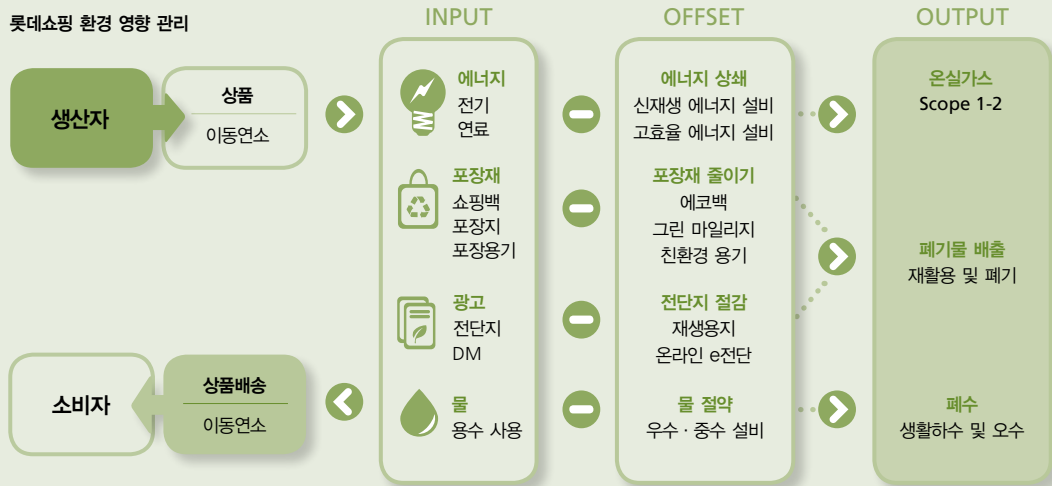 롯데쇼핑 환경 영향 관리
INPUT
OFFSET
OUTPUT
생산자
상품
이동연소
에너지
전기
연료
에너지 상쇄
신재생 에너지 설비
고효율 에너지 설비
온실가스
Scope 1-2
포장재
쇼핑백
포장지
포장용기
포장재 줄이기
에코백
그린 마일리지
친환경 용기
폐기물 배출
재활용 및 폐기
광고
전단지
DM
전단지 절감
재생용지
온라인 e전단
소비자
상품배송
이동연소
물
용수 사용
물 절약
우수 · 중수 설비
폐수
생활하수 및 오수